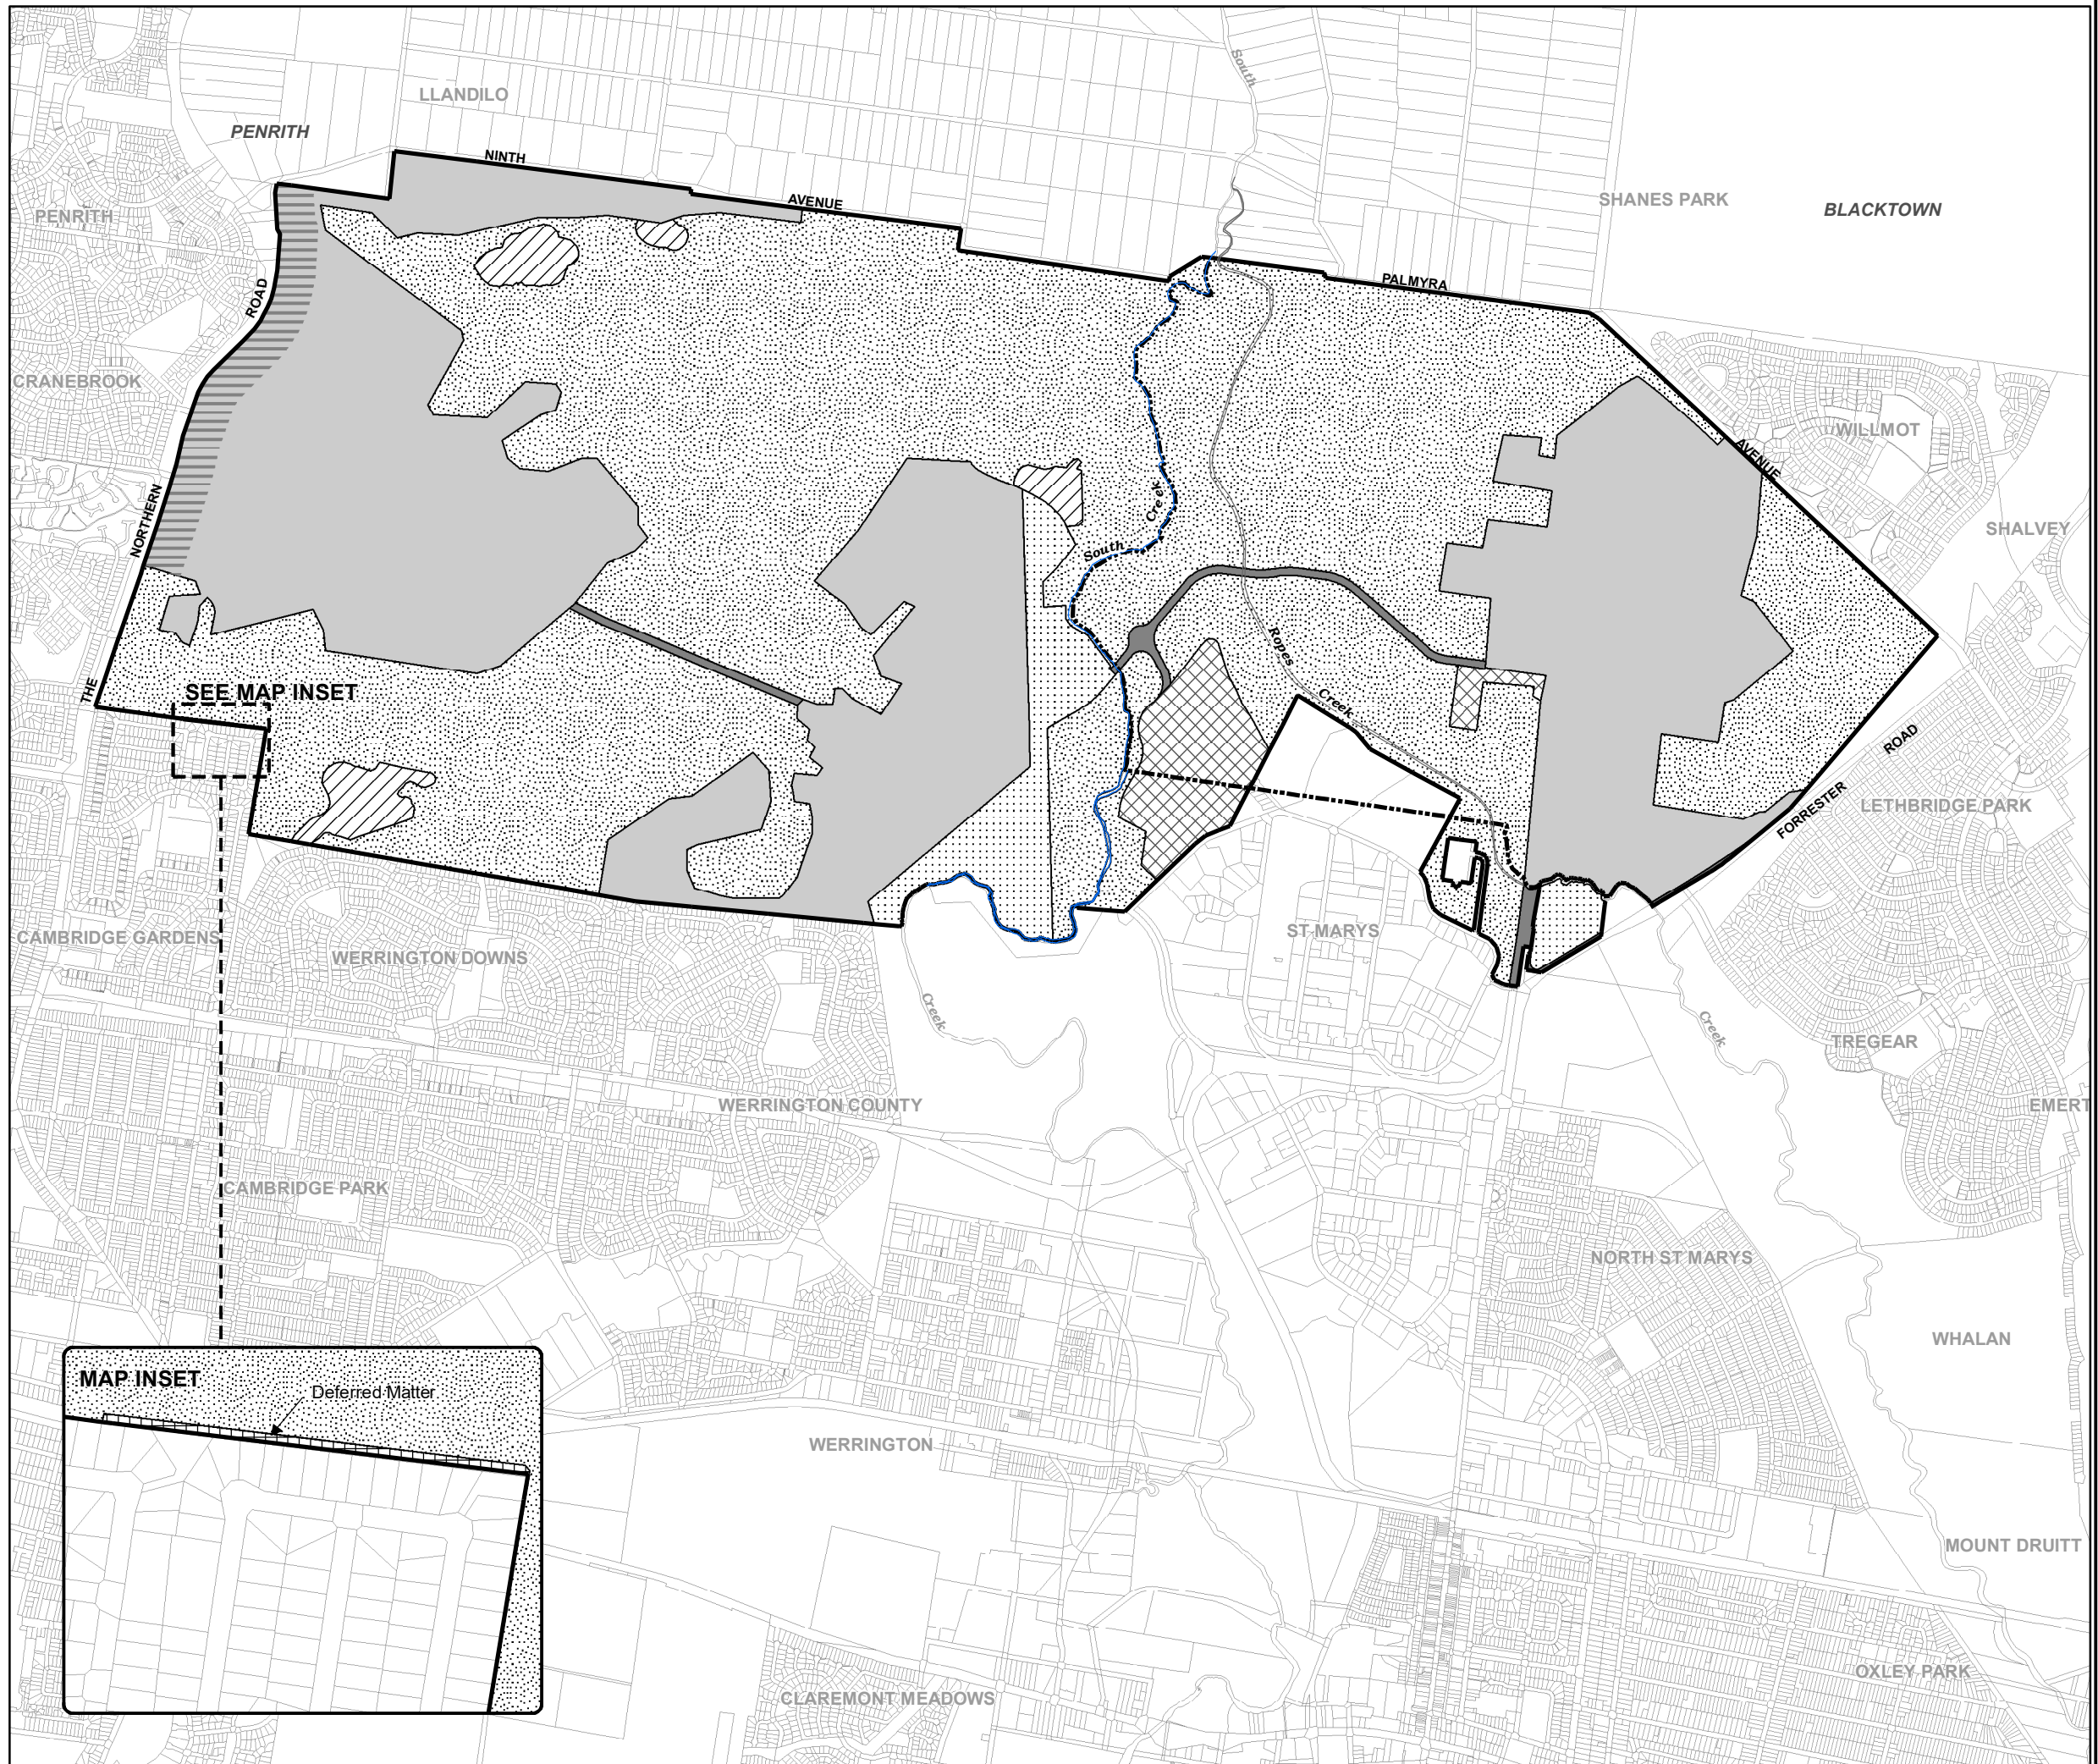 South
LLANDILO
PENRITH
NINTH
AVENUE
SHANES PARK
BLACKTOWN
PENRITH
PALMYRA
ROAD
CRANEBROOK
WILLMOT
AVENUE
NORTHERN
Creek
SHALVEY
South
Ropes
THE
SEE MAP INSET
Creek
ROAD
FORRESTER
LETHBRIDGE PARK
CAMBRIDGE GARDENS
WERRINGTON DOWNS
ST MARYS
Creek
Creek
TREGEAR
WERRINGTON COUNTY
EMERT
CAMBRIDGE PARK
NORTH ST MARYS
WHALAN
MAP INSET
Deferred Matter
WERRINGTON
MOUNT DRUITT
OXLEY PARK
CLAREMONT MEADOWS